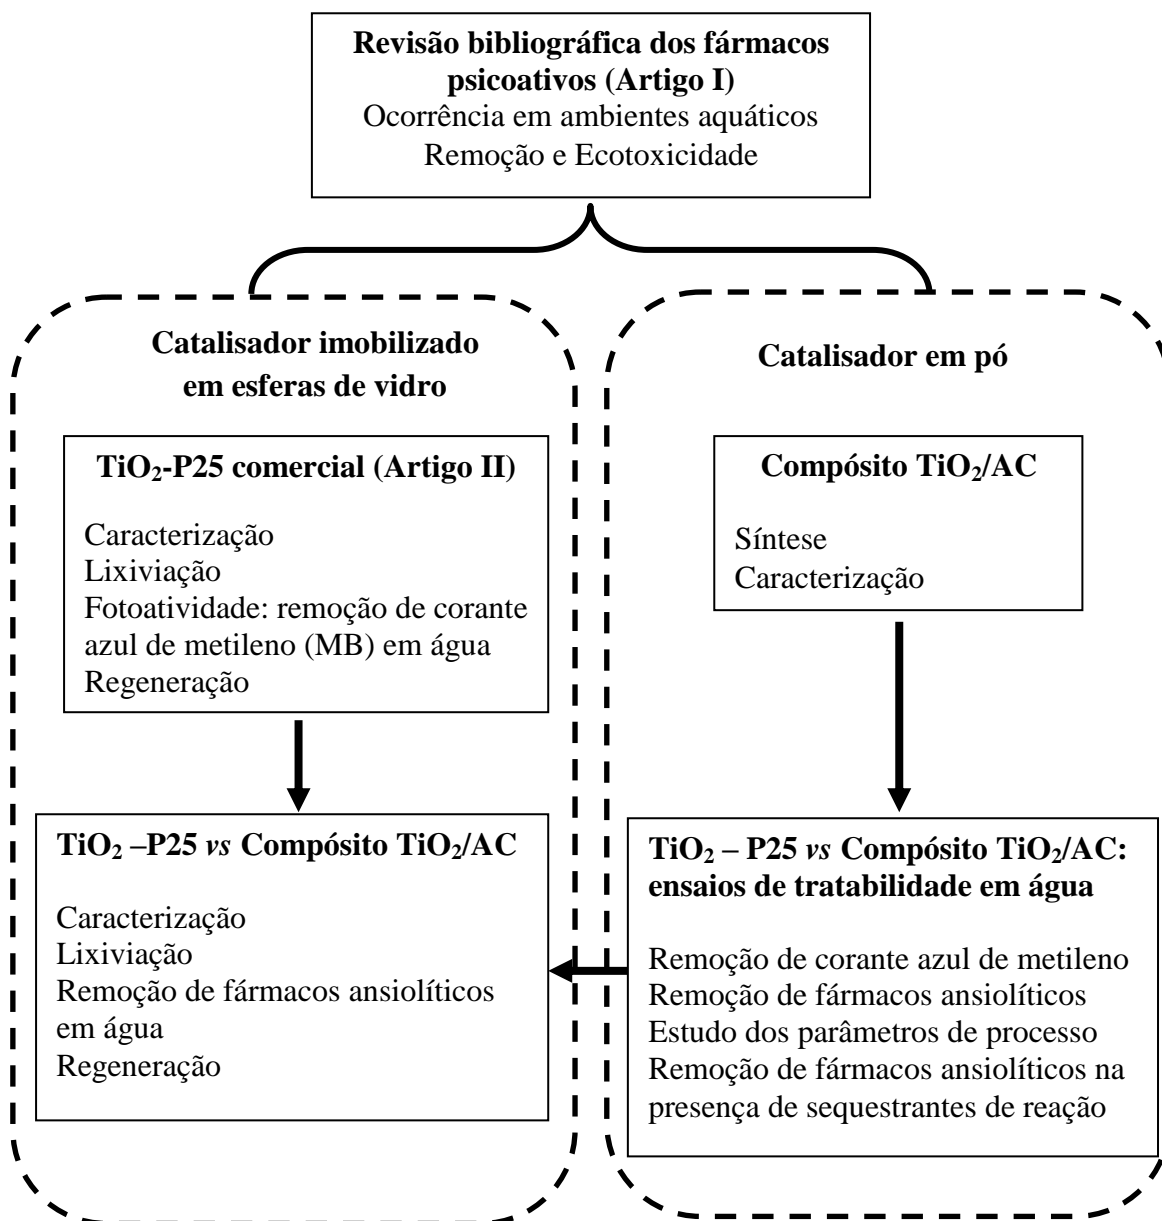 Revisão bibliográfica dos fármacos
psicoativos (Artigo I)
Ocorrência em ambientes aquáticos
Remoção e Ecotoxicidade
Catalisador imobilizado
em esferas de vidro
TiO₂-P25 comercial (Artigo II)
Caracterização
Lixiviação
Fotoatividade: remoção de corante
azul de metileno (MB) em água
Regeneração
TiO₂ –P25 vs Compósito TiO₂/AC
Caracterização
Lixiviação
Remoção de fármacos ansiolíticos
em água
Regeneração
Catalisador em pó
Compósito TiO₂/AC
Síntese
Caracterização
TiO₂ – P25 vs Compósito TiO₂/AC:
ensaios de tratabilidade em água
Remoção de corante azul de metileno
Remoção de fármacos ansiolíticos
Estudo dos parâmetros de processo
Remoção de fármacos ansiolíticos na
presença de sequestrantes de reação